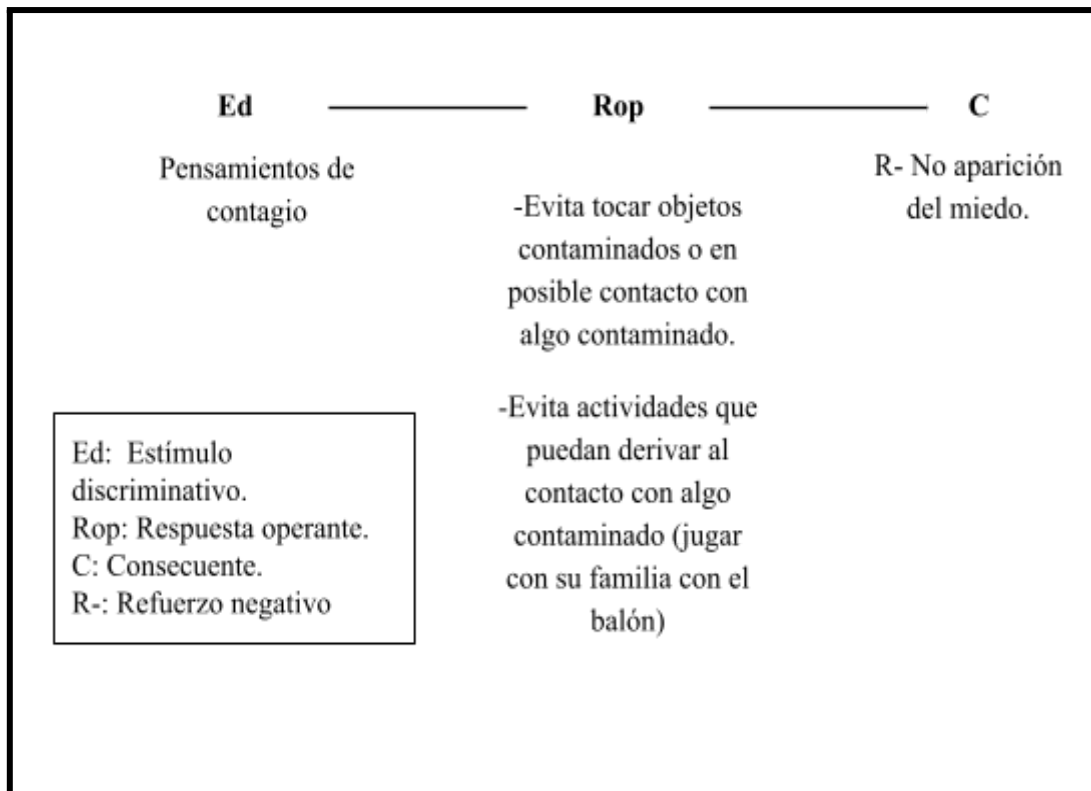 Ed
Rop
C
Pensamientos de
contagio
-Evita tocar objetos
contaminados o en
posible contacto con
algo contaminado.
-Evita actividades que
puedan derivar al
contacto con algo
contaminado (jugar
con su familia con el
balón)
R- No aparición
del miedo.
Ed:  Estímulo
discriminativo.
Rop: Respuesta operante.
C: Consecuente.
R-: Refuerzo negativo